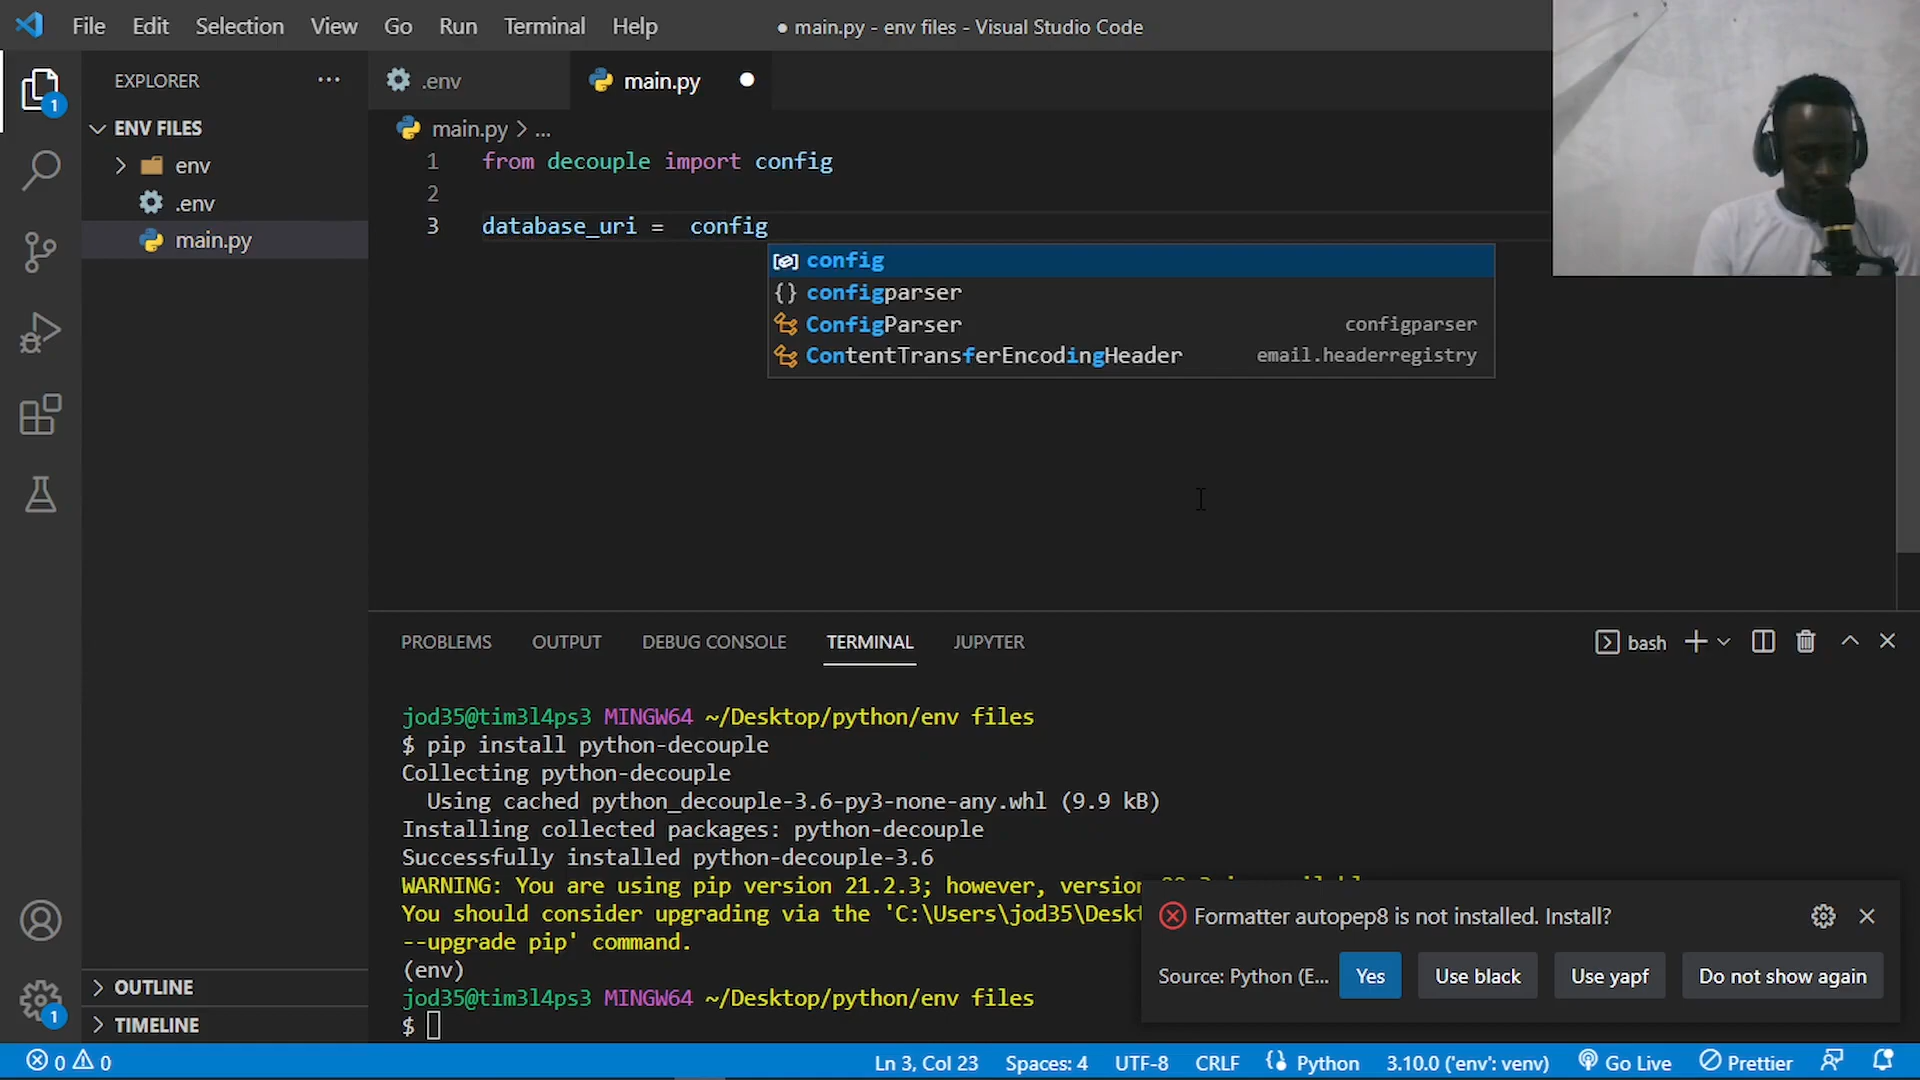 File Edit Selection View Go Run Terminal Help
● main.py - env files - Visual Studio Code
EXPLORER
.env
main.py
ENV FILES
env
.env
main.py
main.py > ...
1 from decouple import config
2
3 database_uri =  config
config
configparser
ConfigParser configparser
ContentTransferEncodingHeader email.headerregistry
1
PROBLEMS OUTPUT DEBUG CONSOLE TERMINAL JUPYTER
bash
jod35@tim3l4ps3 MINGW64 ~/Desktop/python/env files
$ pip install python-decouple
Collecting python-decouple
  Using cached python_decouple-3.6-py3-none-any.whl (9.9 kB)
Installing collected packages: python-decouple
Successfully installed python-decouple-3.6
WARNING: You are using pip version 21.2.3; however, version
You should consider upgrading via the 'C:\Users\jod35\Deskt
--upgrade pip' command.
(env)
jod35@tim3l4ps3 MINGW64 ~/Desktop/python/env files
$
Formatter autopep8 is not installed. Install?
Source: Python (E...
Yes
Use black
Use yapf
Do not show again
OUTLINE
TIMELINE
1
0 0
Ln 3, Col 23
Spaces: 4
UTF-8
CRLF
Python
3.10.0 ('env': venv)
Go Live
Prettier